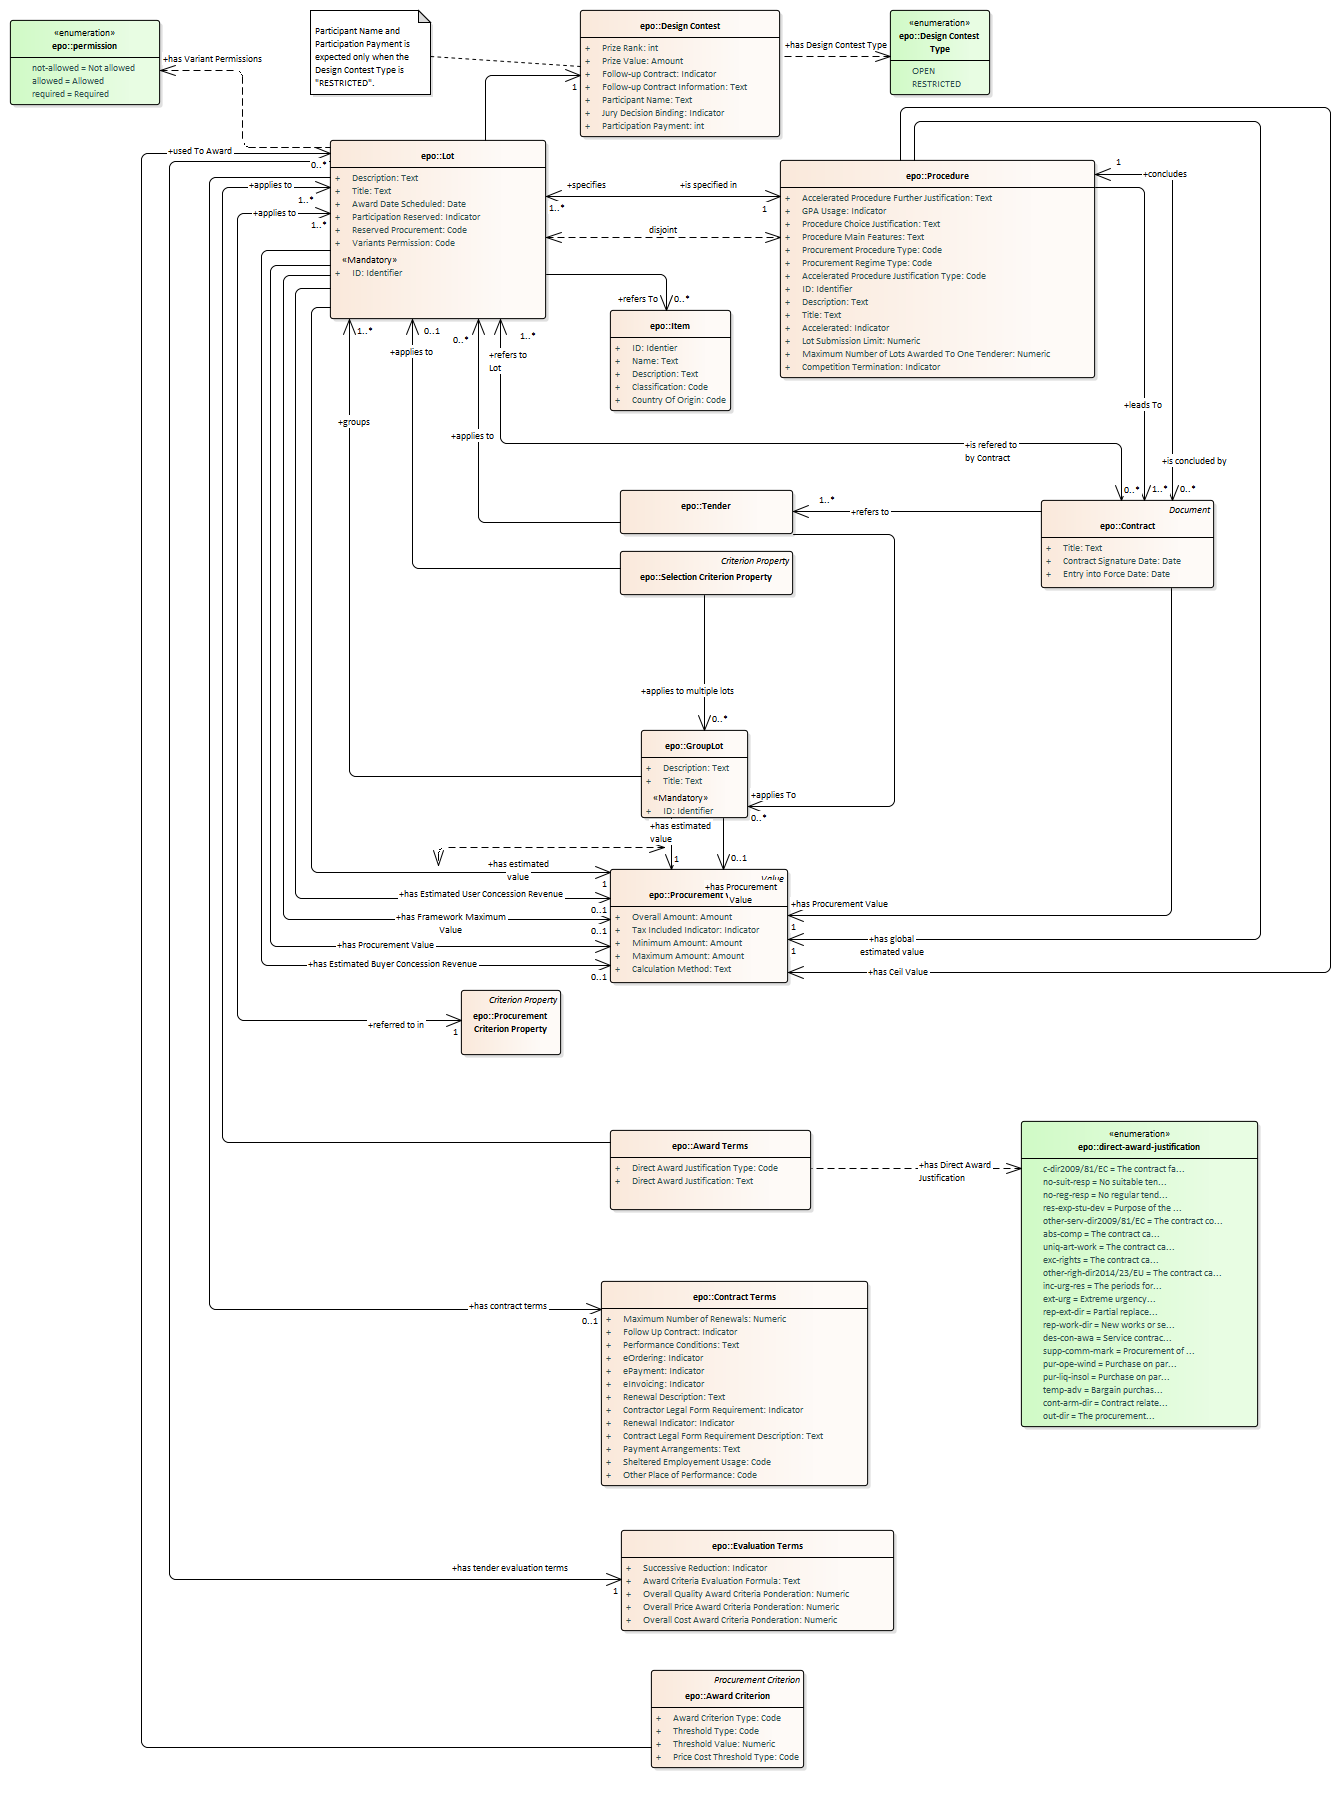 «enumeration»
epo::permission
not-allowed = Not allowed
allowed = Allowed
required = Required
+has Variant Permissions
Participant Name and
Participation Payment is
expected only when the
Design Contest Type is
"RESTRICTED".
epo::Design Contest
+ Prize Rank: int
+ Prize Value: Amount
+ Follow-up Contract: Indicator
+ Follow-up Contract Information: Text
+ Participant Name: Text
+ Jury Decision Binding: Indicator
+ Participation Payment: int
1
+has Design Contest Type
«enumeration»
epo::Design Contest
Type
OPEN
RESTRICTED
+used To Award
0..*
+applies to
1..*
+applies to
1..*
epo::Lot
+ Description: Text
+ Title: Text
+ Award Date Scheduled: Date
+ Participation Reserved: Indicator
+ Reserved Procurement: Code
+ Variants Permission: Code
«Mandatory»
+ ID: Identifier
+specifies
+is specified in
1..*
1
disjoint
epo::Procedure
+ Accelerated Procedure Further Justification: Text
+ GPA Usage: Indicator
+ Procedure Choice Justification: Text
+ Procedure Main Features: Text
+ Procurement Procedure Type: Code
+ Procurement Regime Type: Code
+ Accelerated Procedure Justification Type: Code
+ ID: Identifier
+ Description: Text
+ Title: Text
+ Accelerated: Indicator
+ Lot Submission Limit: Numeric
+ Maximum Number of Lots Awarded To One Tenderer: Numeric
+ Competition Termination: Indicator
1
+concludes
+refers To
0..*
epo::Item
+ ID: Identier
+ Name: Text
+ Description: Text
+ Classification: Code
+ Country Of Origin: Code
1..*
0..1
0..*
1..*
+applies to
+refers to
Lot
+groups
+applies to
+leads To
+is refered to
by Contract
+is concluded by
0..*
1..*
0..*
epo::Tender
1..*
+refers to
Document
epo::Contract
+ Title: Text
+ Contract Signature Date: Date
+ Entry into Force Date: Date
Criterion Property
epo::Selection Criterion Property
+applies to multiple lots
0..*
epo::GroupLot
+ Description: Text
+ Title: Text
«Mandatory»
+ ID: Identifier
+applies To
0..*
+has estimated
value
1
0..1
+has estimated
value
1
+has Estimated User Concession Revenue
0..1
+has Framework Maximum
Value
0..1
+has Procurement Value
+has Estimated Buyer Concession Revenue
0..1
Value
epo::Procurement
+has Procurement
Value
+ Overall Amount: Amount
+ Tax Included Indicator: Indicator
+ Minimum Amount: Amount
+ Maximum Amount: Amount
+ Calculation Method: Text
+has Procurement Value
1
+has global
estimated value
1
+has Ceil Value
Criterion Property
epo::Procurement
Criterion Property
+referred to in
1
epo::Award Terms
+ Direct Award Justification Type: Code
+ Direct Award Justification: Text
+has Direct Award
Justification
«enumeration»
epo::direct-award-justification
c-dir2009/81/EC = The contract fa...
no-suit-resp = No suitable ten...
no-reg-resp = No regular tend...
res-exp-stu-dev = Purpose of the ...
other-serv-dir2009/81/EC = The contract co...
abs-comp = The contract ca...
uniq-art-work = The contract ca...
exc-rights = The contract ca...
other-righ-dir2014/23/EU = The contract ca...
inc-urg-res = The periods for...
ext-urg = Extreme urgency...
rep-ext-dir = Partial replace...
rep-work-dir = New works or se...
des-con-awa = Service contrac...
supp-comm-mark = Procurement of ...
pur-ope-wind = Purchase on par...
pur-liq-insol = Purchase on par...
temp-adv = Bargain purchas...
cont-arm-dir = Contract relate...
out-dir = The procurement...
+has contract terms
0..1
epo::Contract Terms
+ Maximum Number of Renewals: Numeric
+ Follow Up Contract: Indicator
+ Performance Conditions: Text
+ eOrdering: Indicator
+ ePayment: Indicator
+ eInvoicing: Indicator
+ Renewal Description: Text
+ Contractor Legal Form Requirement: Indicator
+ Renewal Indicator: Indicator
+ Contract Legal Form Requirement Description: Text
+ Payment Arrangements: Text
+ Sheltered Employement Usage: Code
+ Other Place of Performance: Code
+has tender evaluation terms
1
epo::Evaluation Terms
+ Successive Reduction: Indicator
+ Award Criteria Evaluation Formula: Text
+ Overall Quality Award Criteria Ponderation: Numeric
+ Overall Price Award Criteria Ponderation: Numeric
+ Overall Cost Award Criteria Ponderation: Numeric
Procurement Criterion
epo::Award Criterion
+ Award Criterion Type: Code
+ Threshold Type: Code
+ Threshold Value: Numeric
+ Price Cost Threshold Type: Code